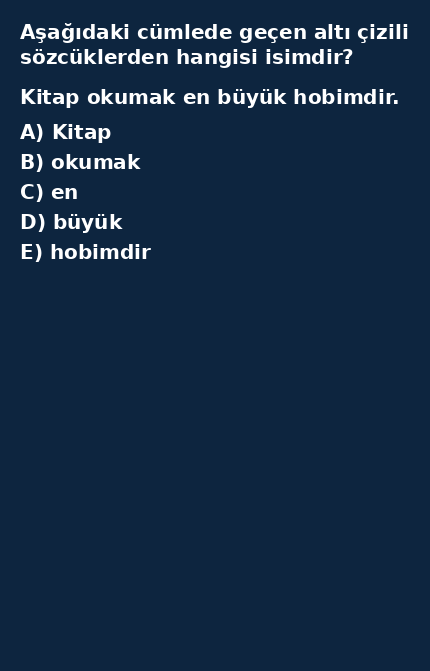 Aşağıdaki cümlede geçen altı çizili
sözcüklerden hangisi isimdir?
Kitap okumak en büyük hobimdir.
A) Kitap
B) okumak
C) en
D) büyük
E) hobimdir